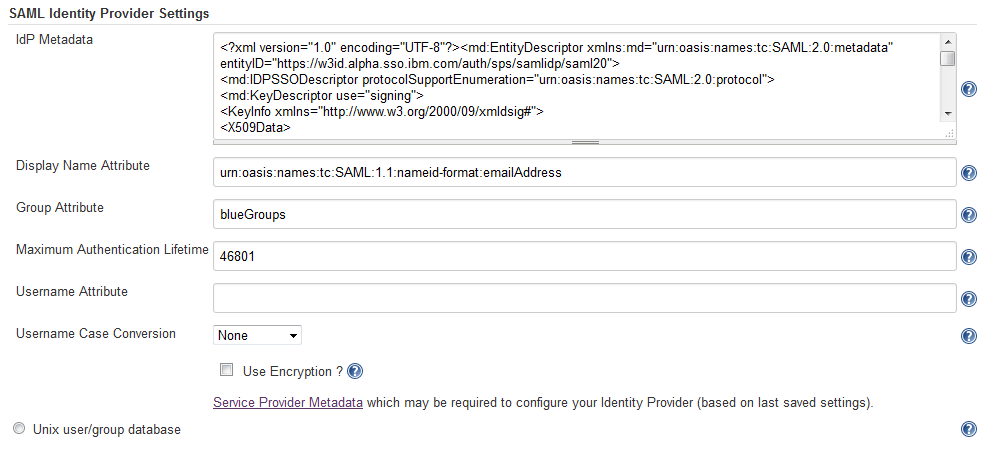 SAML Identity Provider Settings
IdP Metadata
<?xml version="1.0" encoding="UTF-8"?><md:EntityDescriptor xmlns:md="urn:oasis:names:tc:SAML:2.0:metadata"
entityID="https://w3id.alpha.sso.ibm.com/auth/sps/samlidp/saml20">
<md:IDPSSODescriptor protocolSupportEnumeration="urn:oasis:names:tc:SAML:2.0:protocol">
<md:KeyDescriptor use="signing">
<KeyInfo xmlns="http://www.w3.org/2000/09/xmldsig#">
<X509Data>
?
Display Name Attribute urn:oasis:names:tc:SAML:1.1:nameid-format:emailAddress ?
Group Attribute blueGroups ?
Maximum Authentication Lifetime 46801 ?
Username Attribute ?
Username Case Conversion None ?
Use Encryption ? ?
Service Provider Metadata which may be required to configure your Identity Provider (based on last saved settings).
Unix user/group database ?